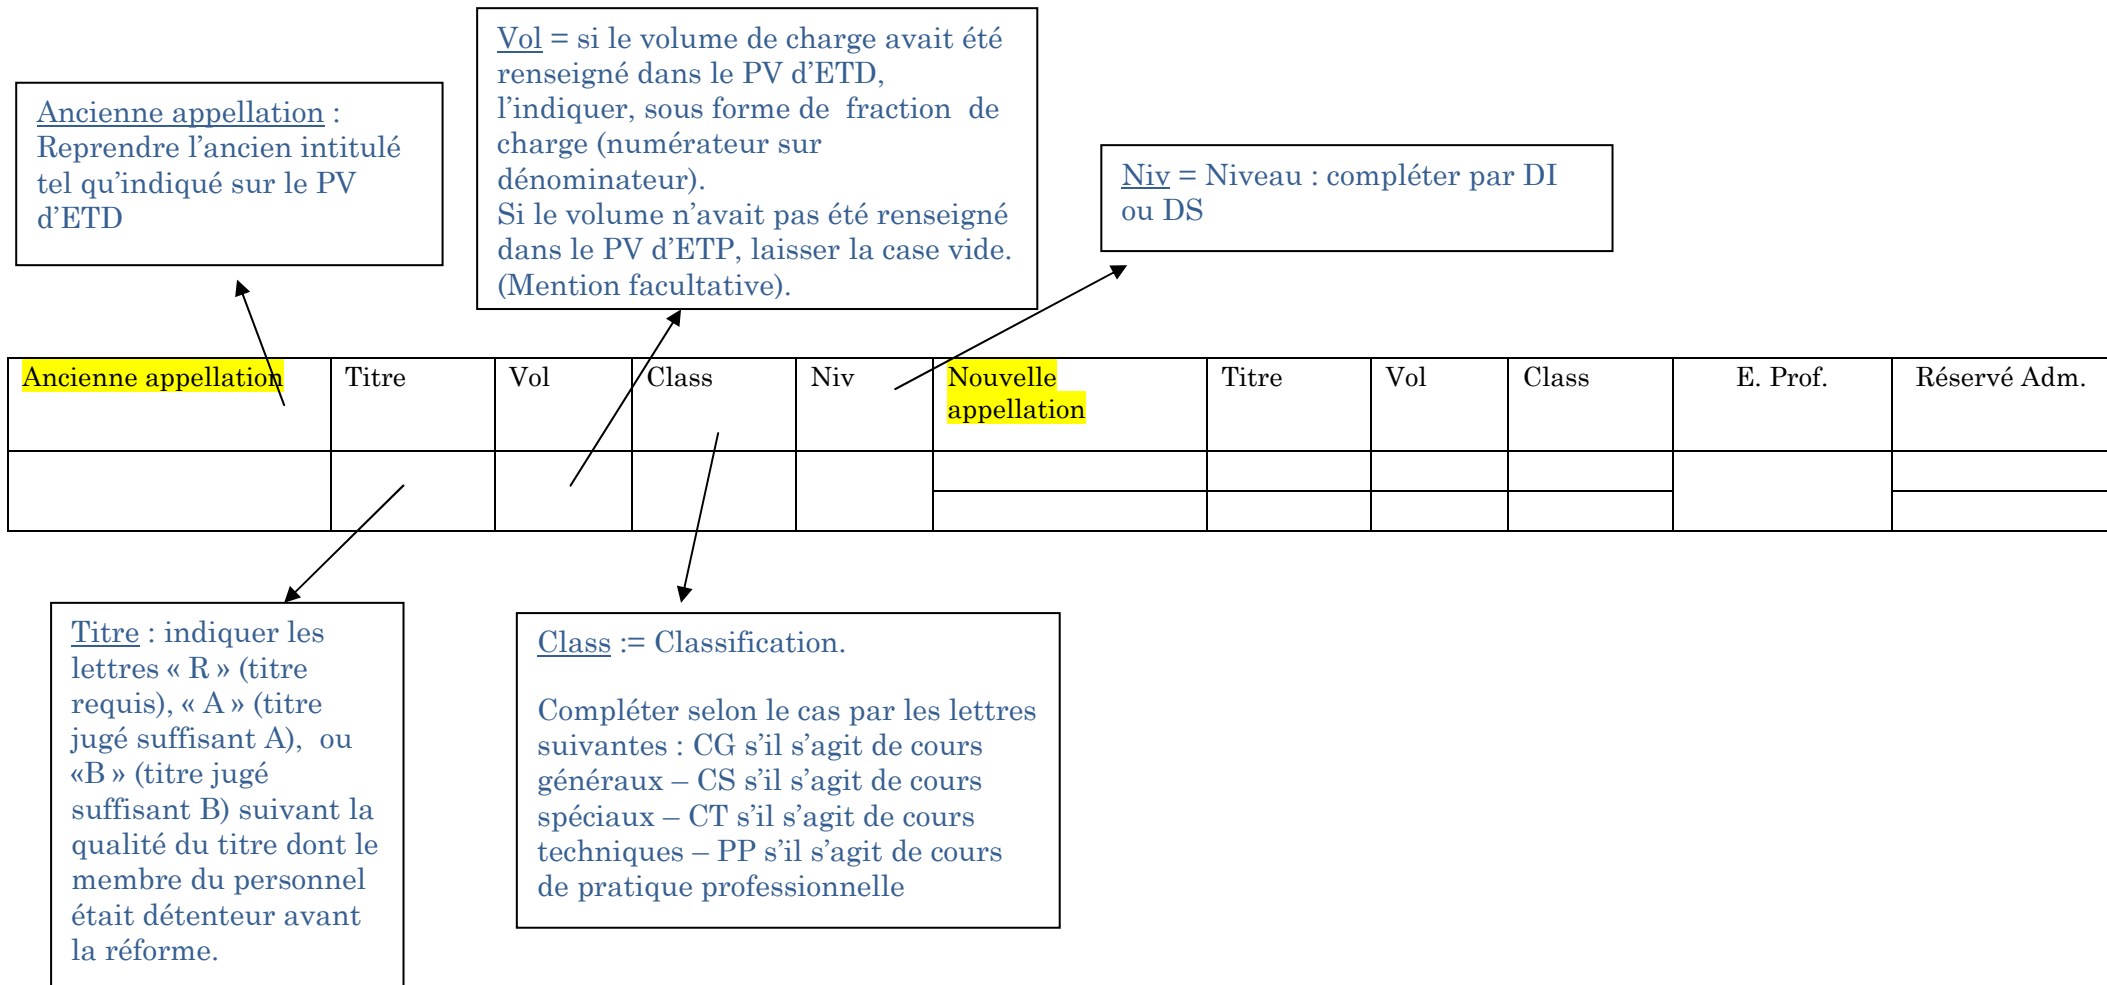 Vol = si le volume de charge avait été
renseigné dans le PV d’ETD,
l’indiquer, sous forme de fraction de
charge (numérateur sur
dénominateur).
Si le volume n’avait pas été renseigné
dans le PV d’ETP, laisser la case vide.
(Mention facultative).
Ancienne appellation :
Reprendre l’ancien intitulé
tel qu’indiqué sur le PV
d’ETD
Niv = Niveau : compléter par DI
ou DS
Ancienne appellation Titre Vol Class Niv Nouvelle Titre Vol Class E. Prof. Réservé Adm.
appellation
Titre : indiquer les
lettres « R » (titre
requis), « A » (titre
jugé suffisant A), ou
«B » (titre jugé
suffisant B) suivant la
qualité du titre dont le
membre du personnel
était détenteur avant
la réforme.
Class := Classification.
Compléter selon le cas par les lettres
suivantes : CG s’il s’agit de cours
généraux – CS s’il s’agit de cours
spéciaux – CT s’il s’agit de cours
techniques – PP s’il s’agit de cours
de pratique professionnelle